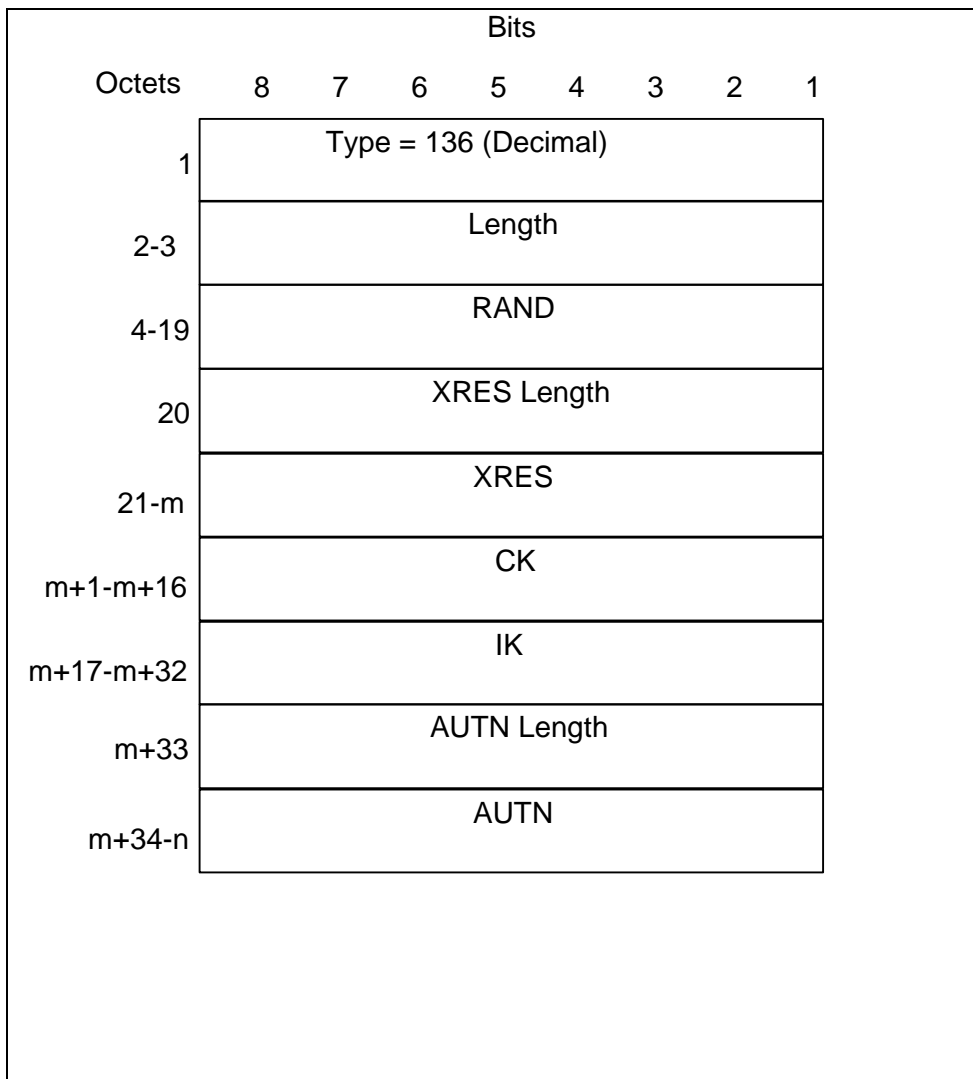 Bits
Octets 8 7 6 5 4 3 2 1
1 Type = 136 (Decimal)
2-3 Length
4-19 RAND
20 XRES Length
21-m XRES
m+1-m+16 CK
m+17-m+32 IK
m+33 AUTN Length
m+34-n AUTN